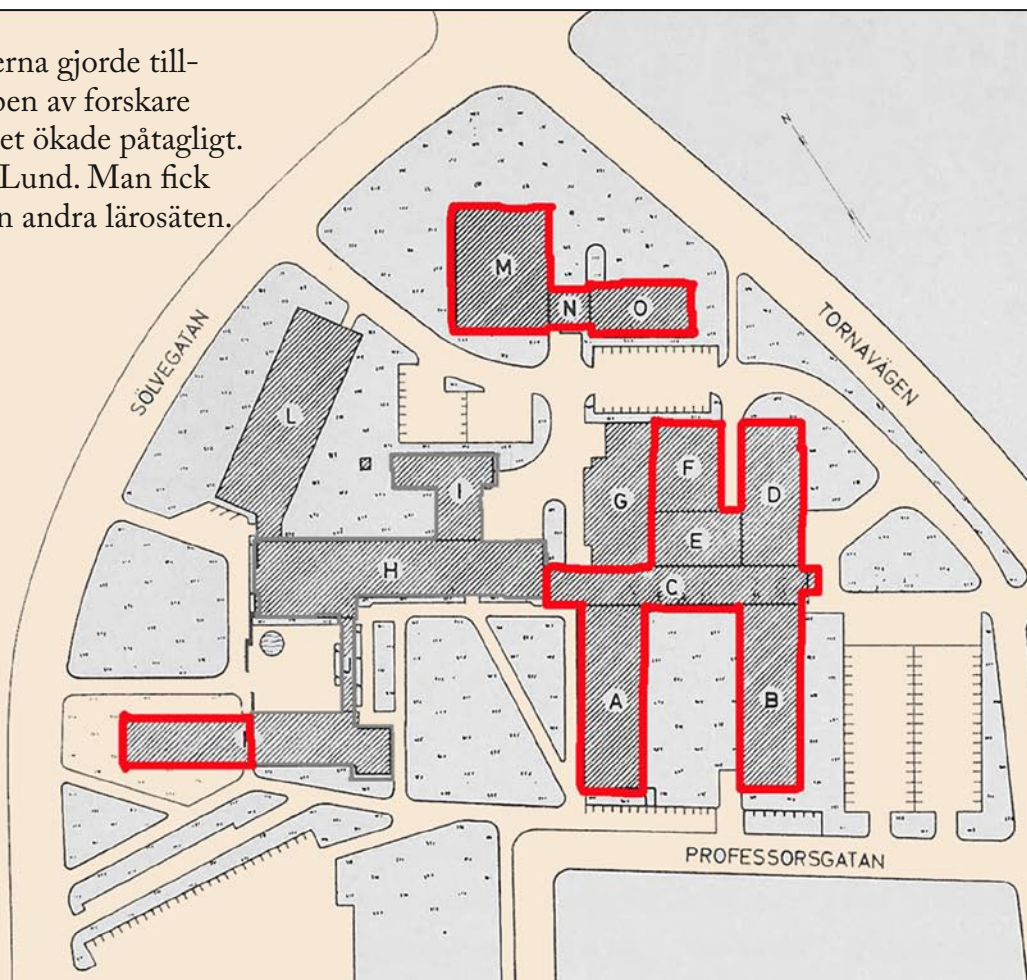 erna gjorde till-
pen av forskare
et ökade påtagligt.
Lund. Man fick
n andra lärosäten.
N
M
N
O
SÖLVEGATAN
TORNAVÄGEN
L
F
I
G
D
E
H
C
A
B
PROFESSORSGATAN